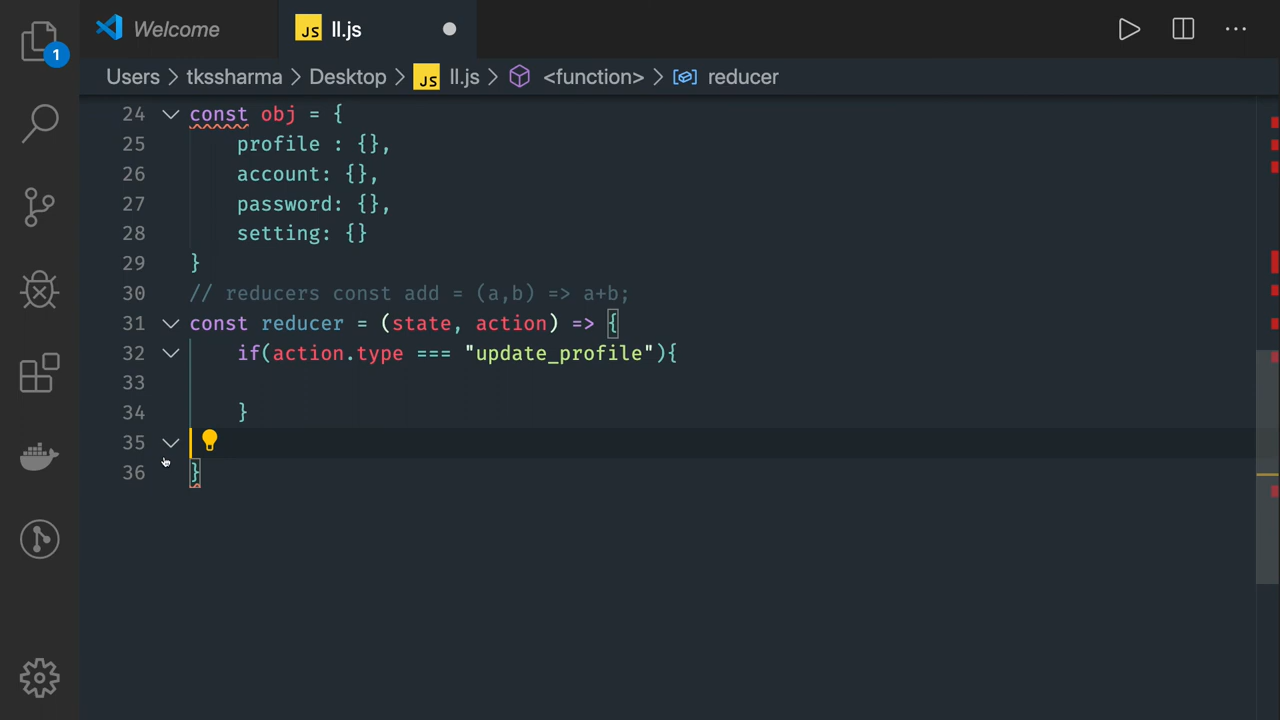 Welcome
JS ll.js
1
Users > tkssharma > Desktop > JS ll.js > <function> > reducer
24 const obj = {
25 profile : {},
26 account: {},
27 password: {},
28 setting: {}
29 }
30 // reducers const add = (a,b) => a+b;
31 const reducer = (state, action) => {
32 if(action.type === "update_profile"){
33
34 }
35
36 }